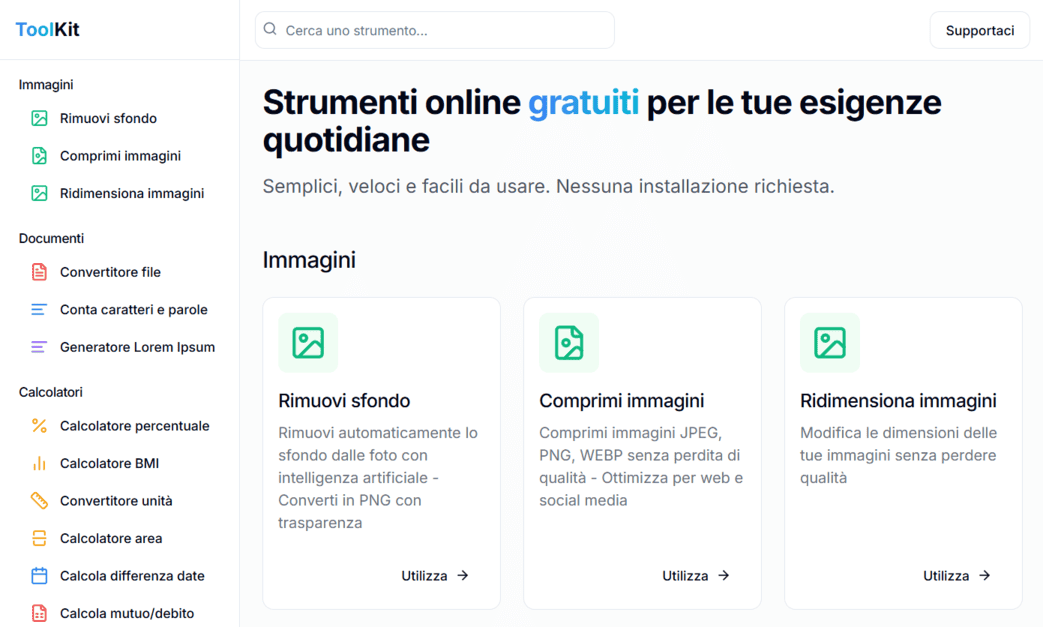 ToolKit
Cerca uno strumento...
Supportaci
Immagini
Rimuovi sfondo
Comprimi immagini
Ridimensiona immagini
Documenti
Convertitore file
Conta caratteri e parole
Generatore Lorem Ipsum
Calcolatori
Calcolatore percentuale
Calcolatore BMI
Convertitore unità
Calcolatore area
Calcola differenza date
Calcola mutuo/debito
Strumenti online gratuiti per le tue esigenze
quotidiane
Semplici, veloci e facili da usare. Nessuna installazione richiesta.
Immagini
Rimuovi sfondo
Rimuovi automaticamente lo
sfondo dalle foto con
intelligenza artificiale -
Converti in PNG con
trasparenza
Utilizza →
Comprimi immagini
Comprimi immagini JPEG,
PNG, WEBP senza perdita di
qualità - Ottimizza per web e
social media
Utilizza →
Ridimensiona immagini
Modifica le dimensioni delle
tue immagini senza perdere
qualità
Utilizza →